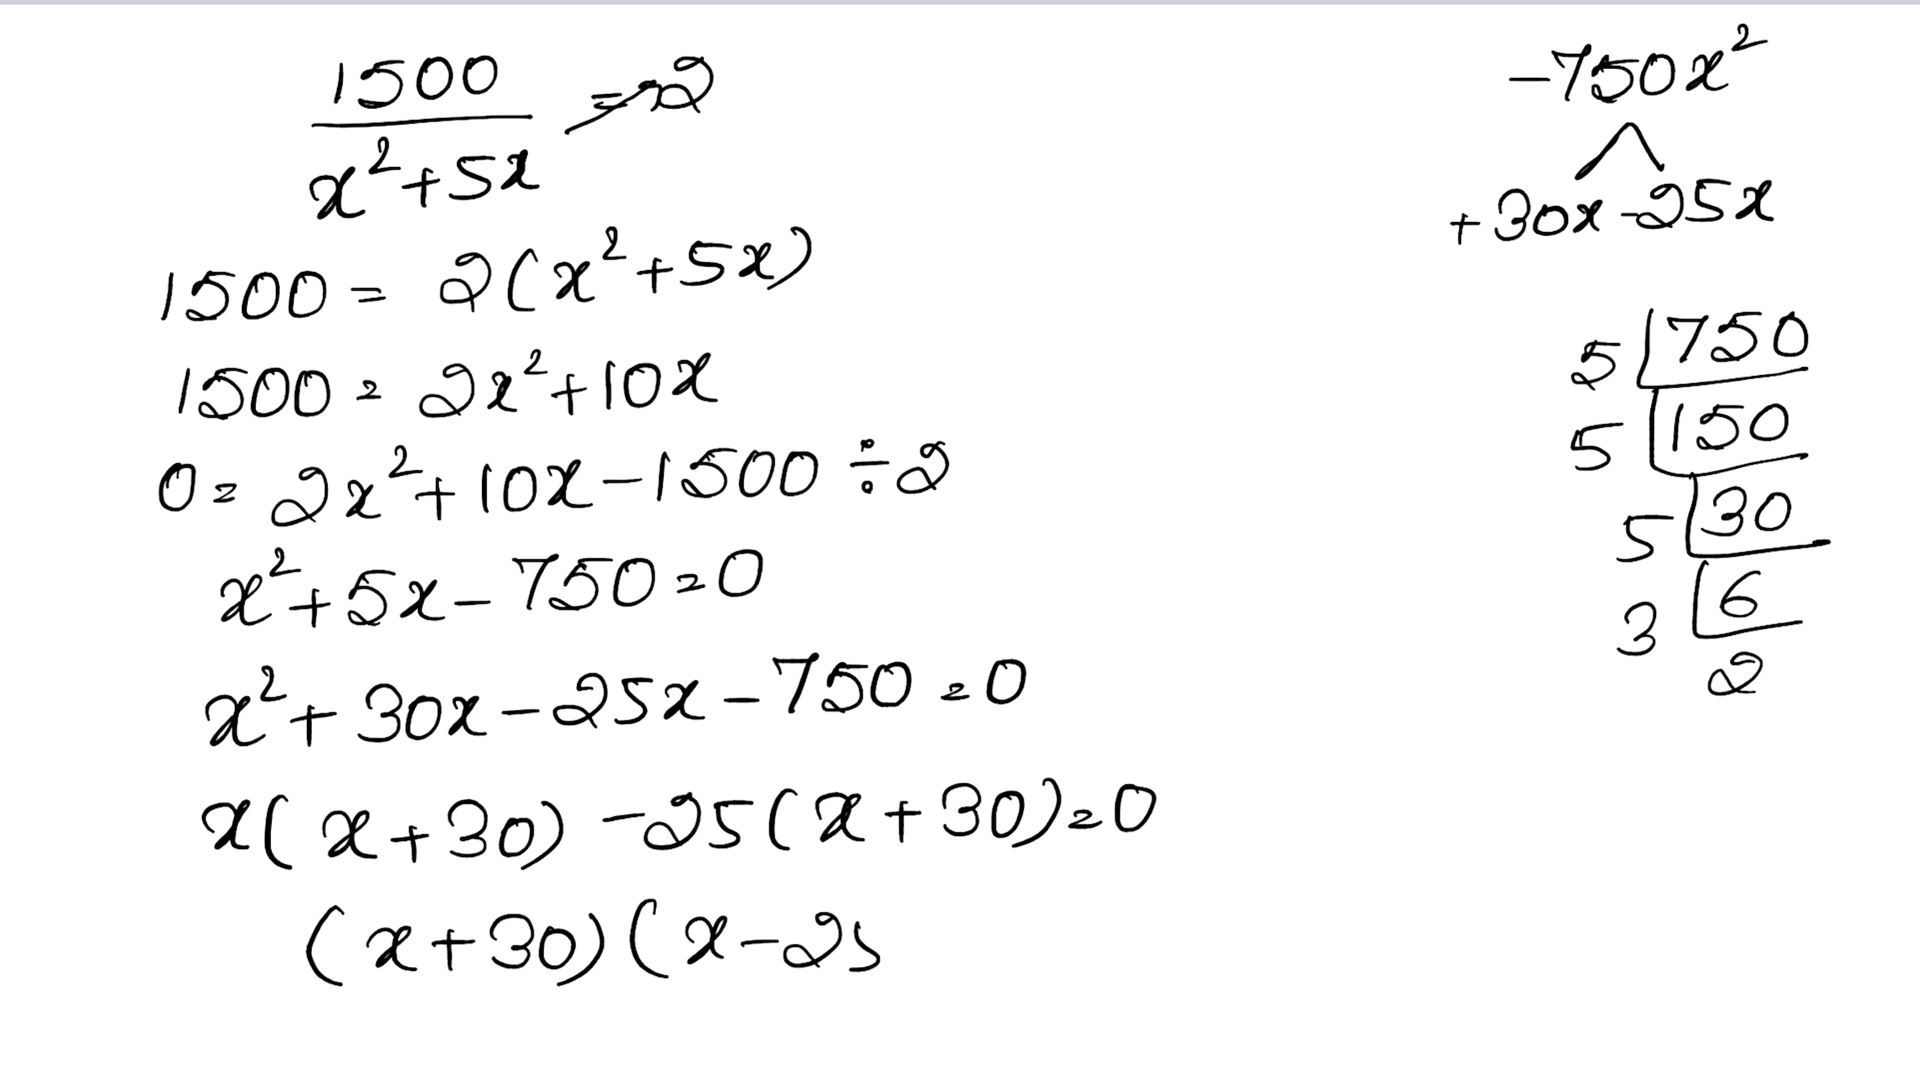 1500
x²+5x
=2
1500 = 2(x²+5x)
1500 = 2x²+10x
0 = 2x²+10x-1500 ÷2
x²+5x-750=0
x²+30x-25x-750=0
x(x+30)-25(x+30)=0
(x+30)(x-25
-750x²
+30x -25x
5 750
5 150
5 30
3 6
2